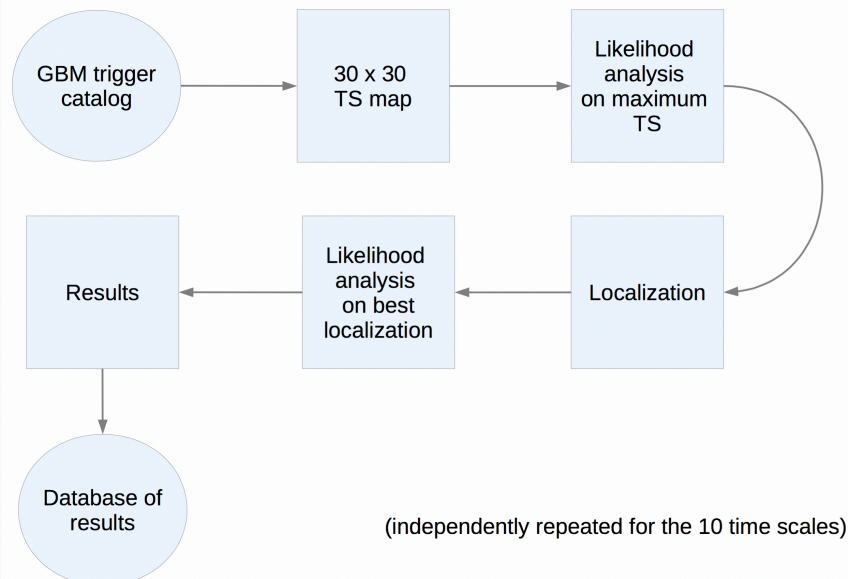 GBM trigger
catalog
30 x 30
TS map
Likelihood
analysis
on maximum
TS
Localization
Likelihood
analysis
on best
localization
Results
Database of
results
(independently repeated for the 10 time scales)